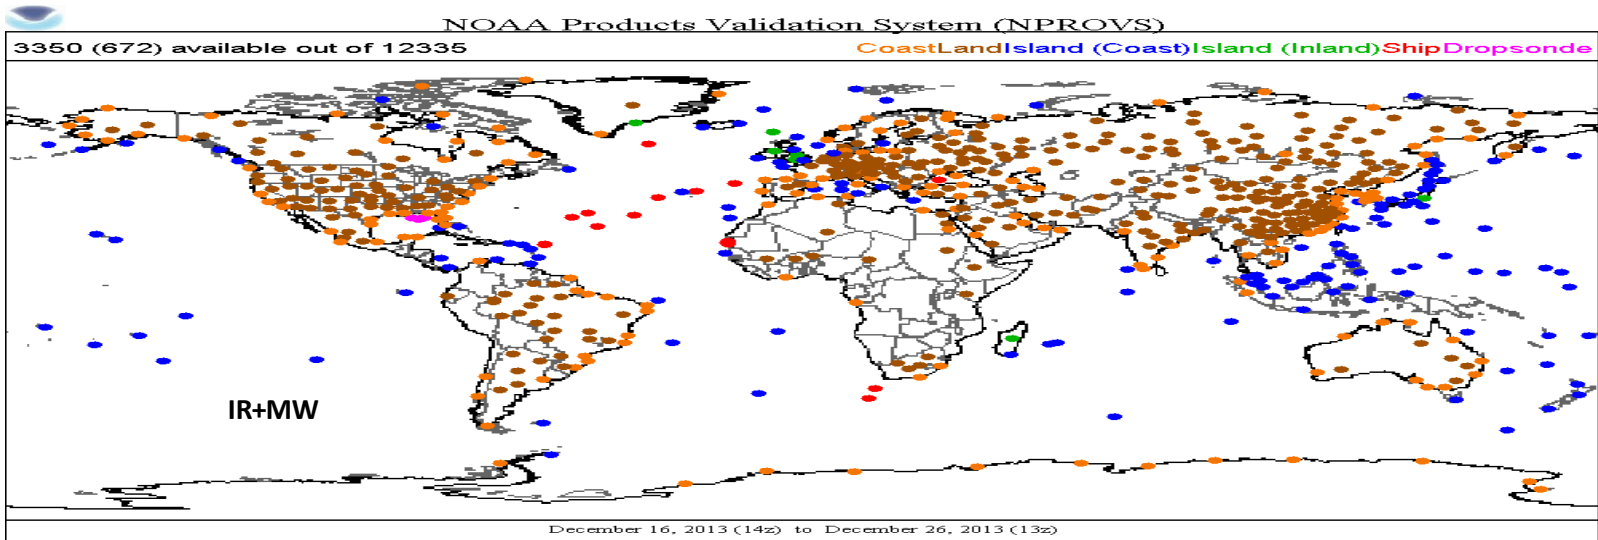 NOAA Products Validation System (NPROVS)
3350 (672) available out of 12335 CoastLandIsland (Coast)Island (Inland)ShipDropsonde
IR+MW
December 16, 2013 (14z) to December 26, 2013 (13z)